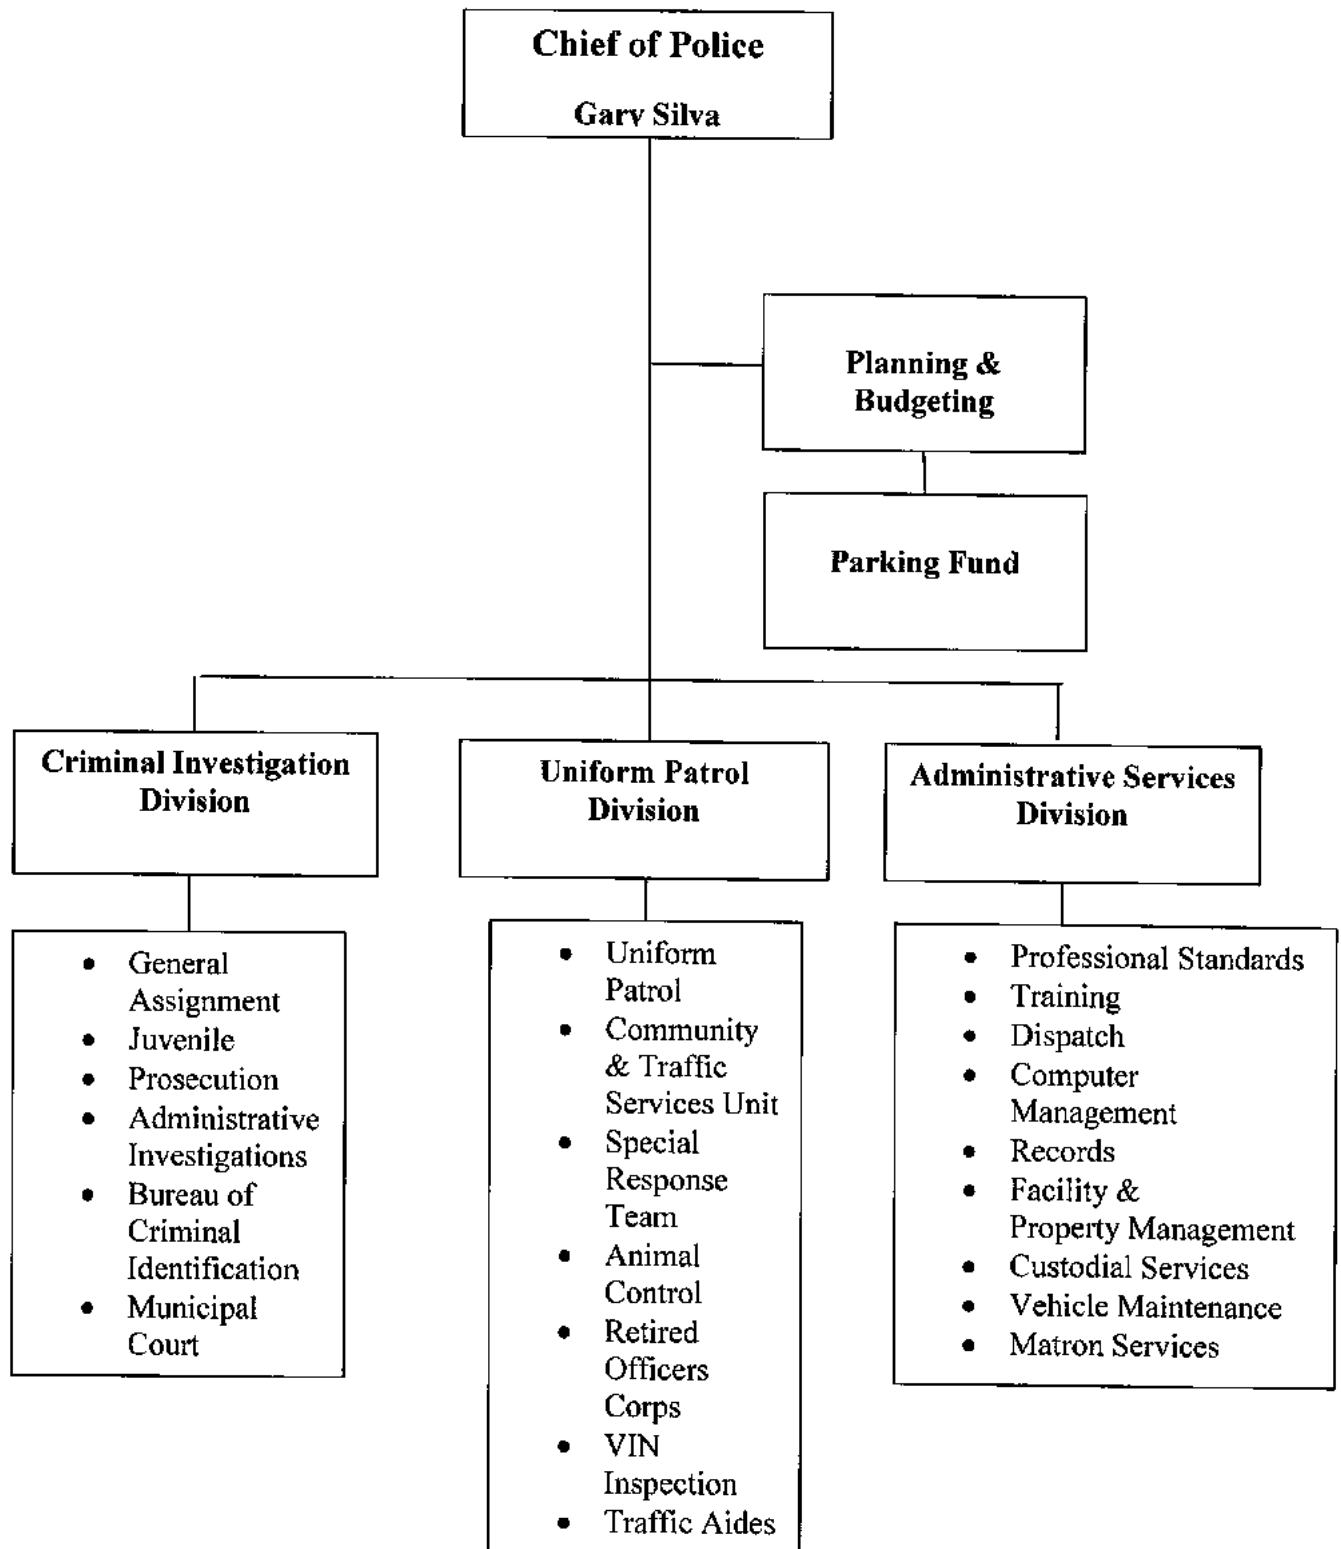 Chief of Police
Gary Silva
Planning &
Budgeting
Parking Fund
Criminal Investigation
Division
Uniform Patrol
Division
Administrative Services
Division
• General
Assignment
• Juvenile
• Prosecution
• Administrative
Investigations
• Bureau of
Criminal
Identification
• Municipal
Court
• Uniform
Patrol
• Community
& Traffic
Services Unit
• Special
Response
Team
• Animal
Control
• Retired
Officers
Corps
• VIN
Inspection
• Traffic Aides
• Professional Standards
• Training
• Dispatch
• Computer
Management
• Records
• Facility &
Property Management
• Custodial Services
• Vehicle Maintenance
• Matron Services